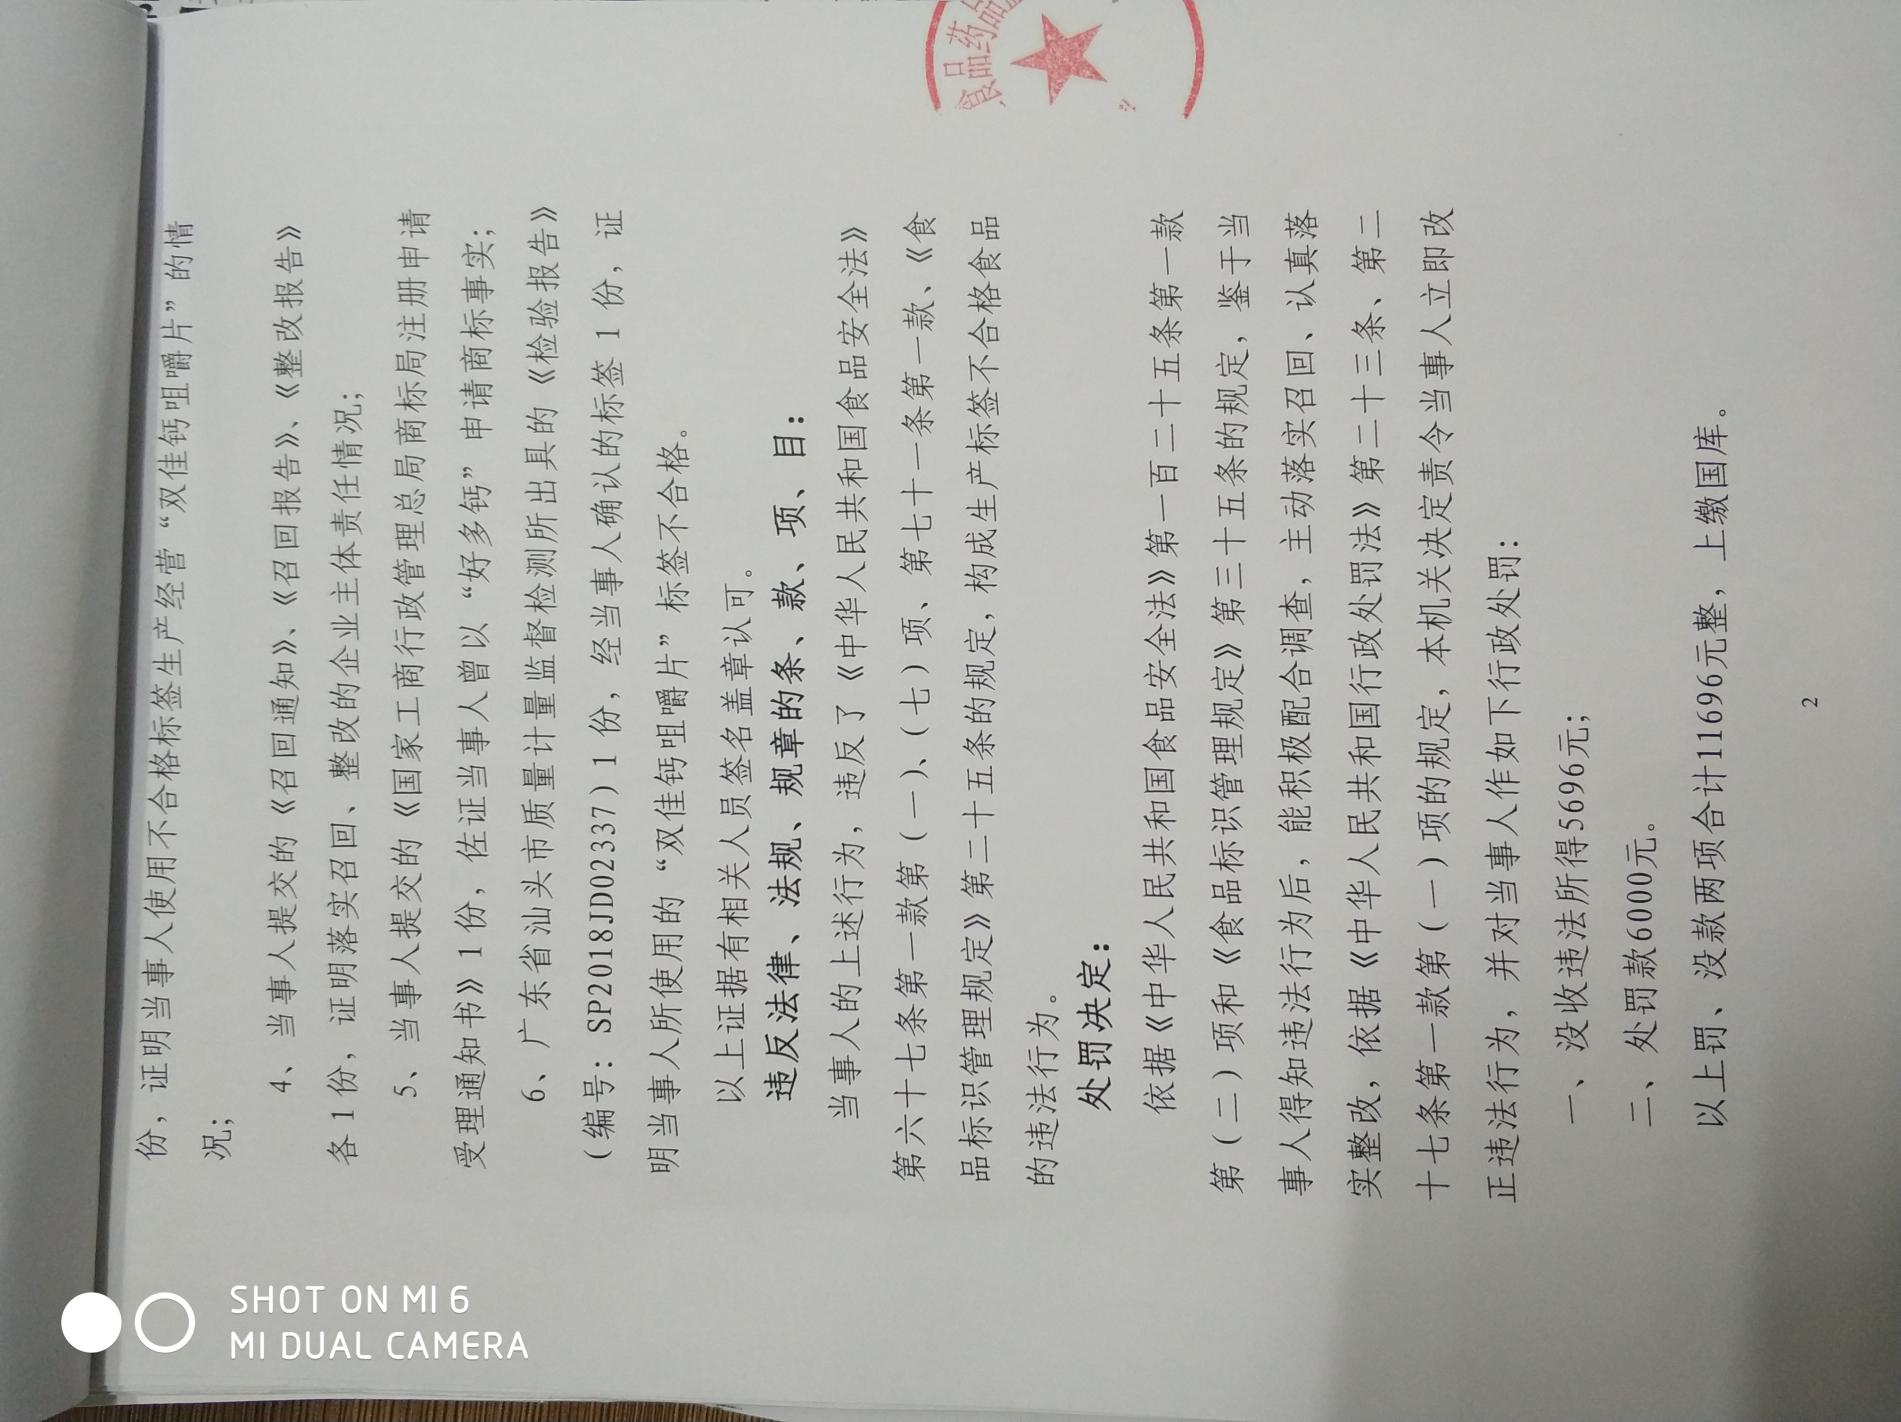 份，证明当事人使用不合格标签生产经营“双佳钙咀嚼片”的情
况；
4、当事人提交的《召回通知》、《召回报告》、《整改报告》
各1份，证明落实召回、整改的企业主体责任情况；
5、当事人提交的《国家工商行政管理总局商标局注册申请
受理通知书》1份，佐证当事人曾以“好多钙”申请商标事实；
6、广东省汕头市质量计量监督检测所出具的《检验报告》
（编号：SP2018JD02337）1份，经当事人确认的标签1份，证
明当事人所使用的“双佳钙咀嚼片”标签不合格。
以上证据有相关人员签名盖章认可。
违反法律、法规、规章的条、款、项、目：
当事人的上述行为，违反了《中华人民共和国食品安全法》
第六十七条第一款第（一）、（七）项、第七十一条第一款、《食
品标识管理规定》第二十五条的规定，构成生产标签不合格食品
的违法行为。
处罚决定：
依据《中华人民共和国食品安全法》第一百二十五条第一款
第（二）项和《食品标识管理规定》第三十五条的规定，鉴于当
事人得知违法行为后，能积极配合调查，主动落实召回、认真落
实整改，依据《中华人民共和国行政处罚法》第二十三条、第二
十七条第一款第（一）项的规定，本机关决定责令当事人立即改
正违法行为，并对当事人作如下行政处罚：
一、没收违法所得5696元；
二、处罚款6000元。
以上罚、没款两项合计11696元整，上缴国库。
2
食品药品
SHOT ON MI 6
MI DUAL CAMERA